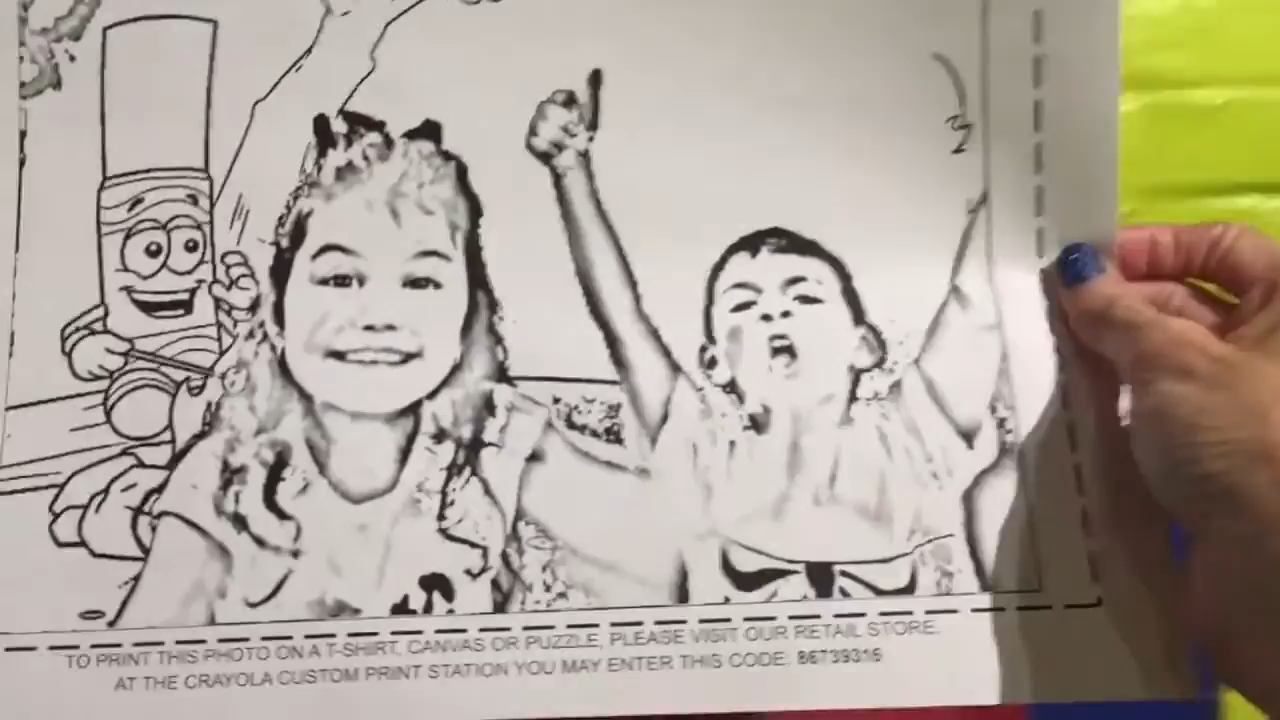 TO PRINT THIS PHOTO ON A T-SHIRT, CANVAS OR PUZZLE, PLEASE VISIT OUR RETAIL STORE.
AT THE CRAYOLA CUSTOM PRINT STATION YOU MAY ENTER THIS CODE: 86739316